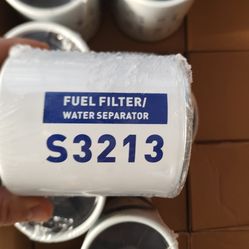 FUEL FILTER/
WATER SEPARATOR
S3213